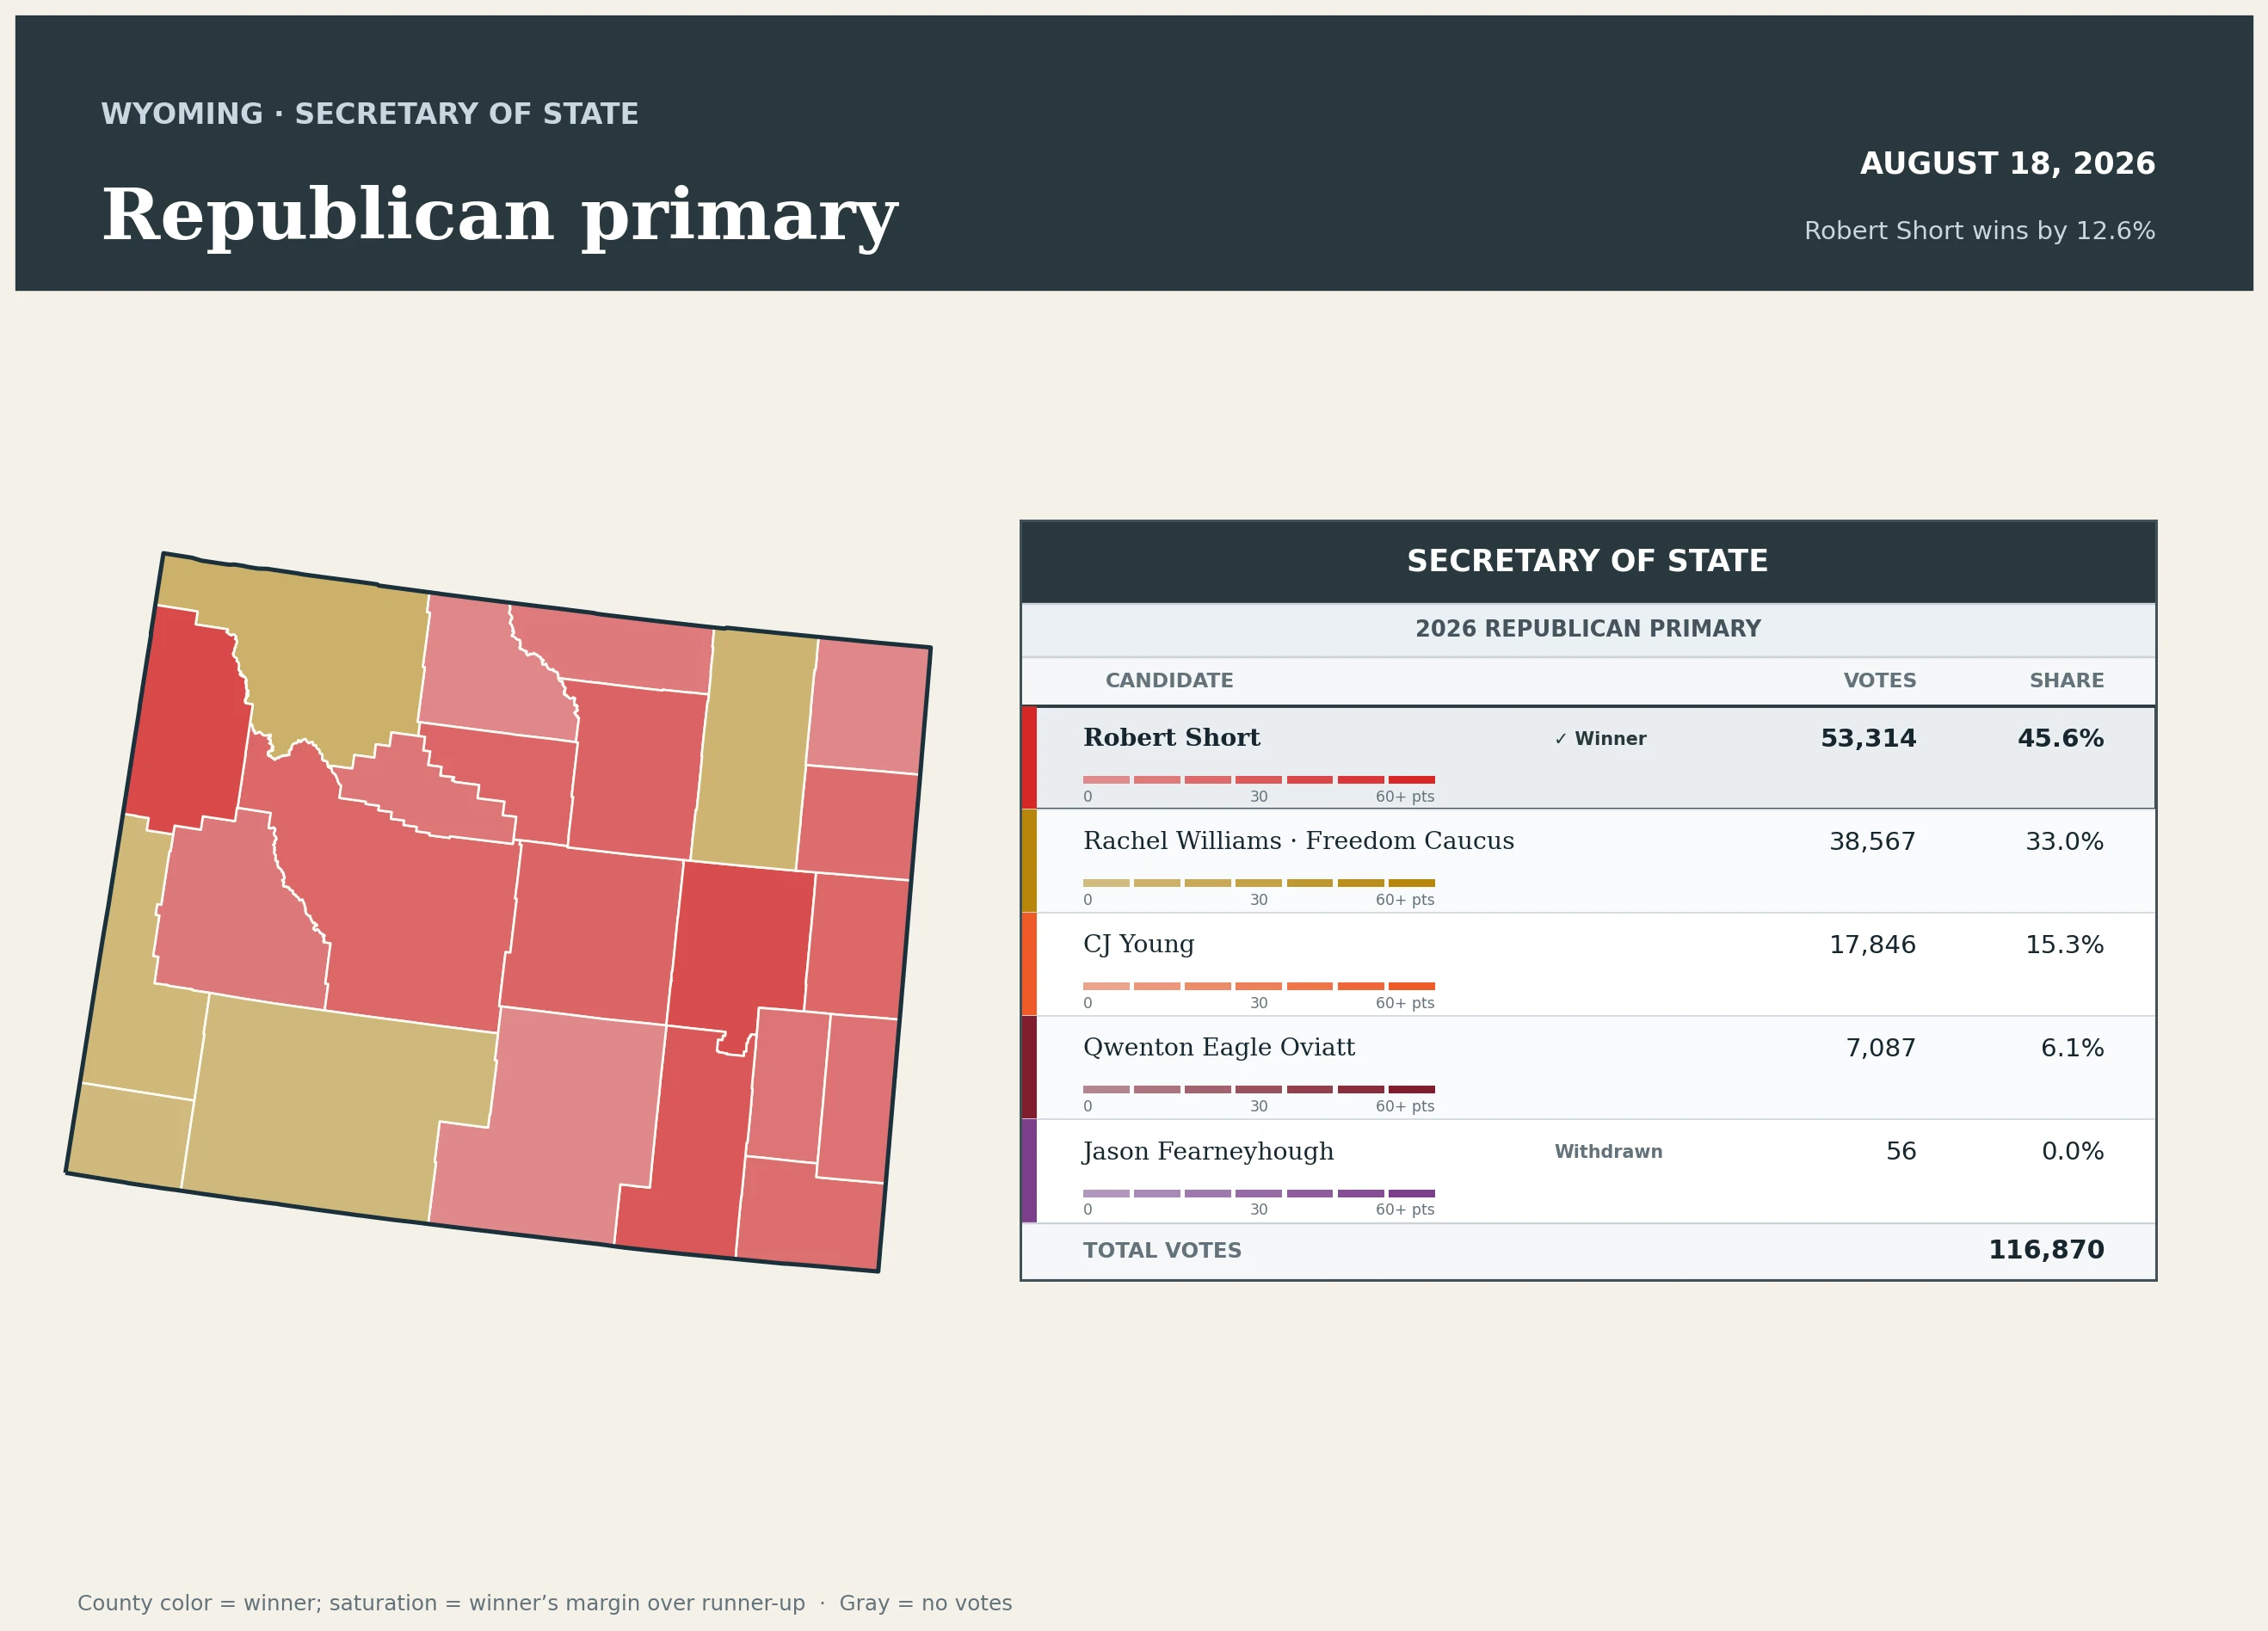 WYOMING · SECRETARY OF STATE
Republican primary
AUGUST 18, 2026
Robert Short wins by 12.6%
SECRETARY OF STATE
2026 REPUBLICAN PRIMARY
CANDIDATE VOTES SHARE
Robert Short ✓ Winner 53,314 45.6%
0 30 60+ pts
Rachel Williams · Freedom Caucus 38,567 33.0%
0 30 60+ pts
CJ Young 17,846 15.3%
0 30 60+ pts
Qwenton Eagle Oviatt 7,087 6.1%
0 30 60+ pts
Jason Fearneyhough Withdrawn 56 0.0%
0 30 60+ pts
TOTAL VOTES 116,870
County color = winner; saturation = winner’s margin over runner-up · Gray = no votes